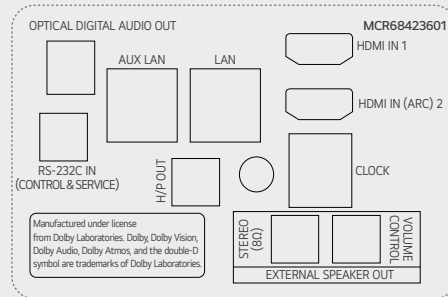 OPTICAL DIGITAL AUDIO OUT
MCR68423601
HDMI IN 1
AUX LAN
LAN
HDMI IN (ARC) 2
RS-232C IN
(CONTROL & SERVICE)
H/P OUT
CLOCK
Manufactured under license
from Dolby Laboratories. Dolby, Dolby Vision,
Dolby Audio, Dolby Atmos, and the double-D
symbol are trademarks of Dolby Laboratories.
STEREO
(8Ω)
VOLUME
CONTROL
EXTERNAL SPEAKER OUT